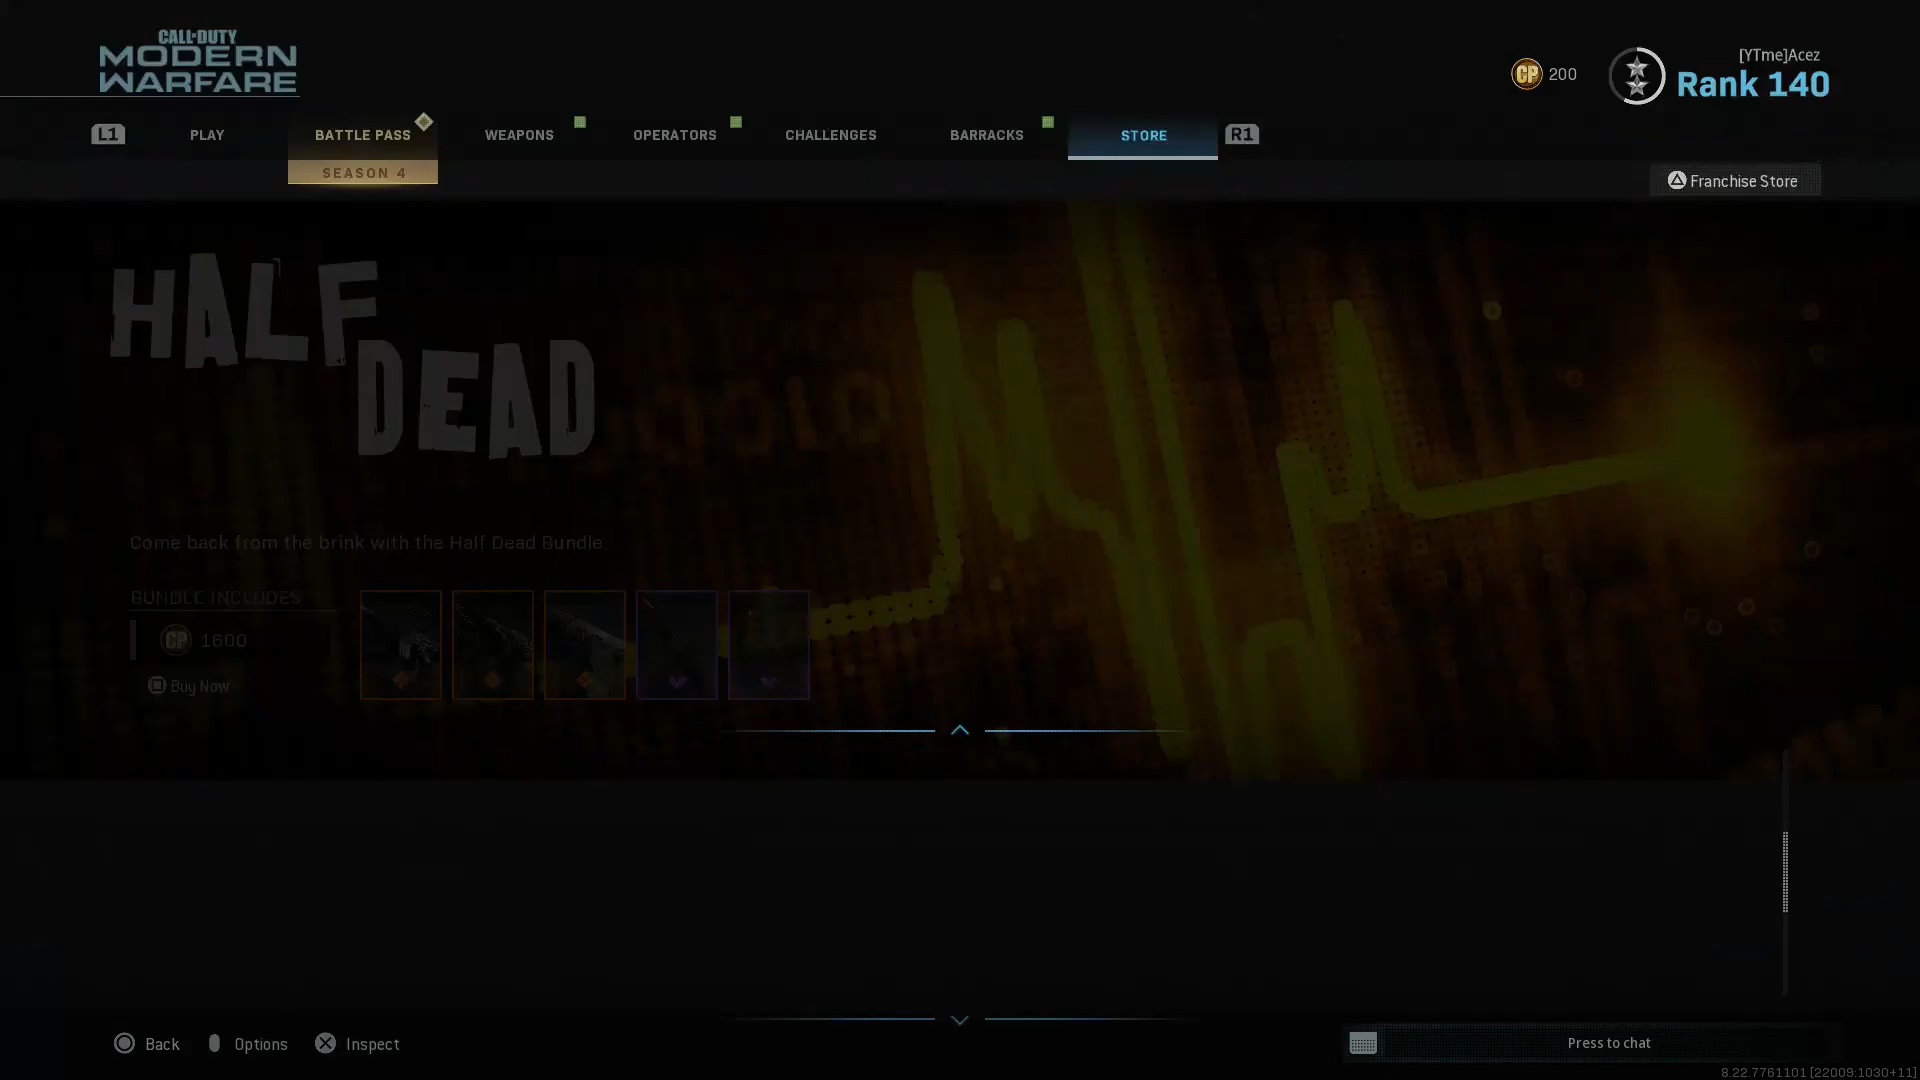 CALL·DUTY
MODERN
WARFARE
CP 200
[YTme]Acez
Rank 140
L1 PLAY BATTLE PASS WEAPONS OPERATORS CHALLENGES BARRACKS STORE R1
SEASON 4
Franchise Store
HALF
DEAD
Come back from the brink with the Half Dead Bundle.
BUNDLE INCLUDES
CP 1600
Buy Now
Back Options Inspect
Press to chat
8.22.7761101 [22009:1030+11]